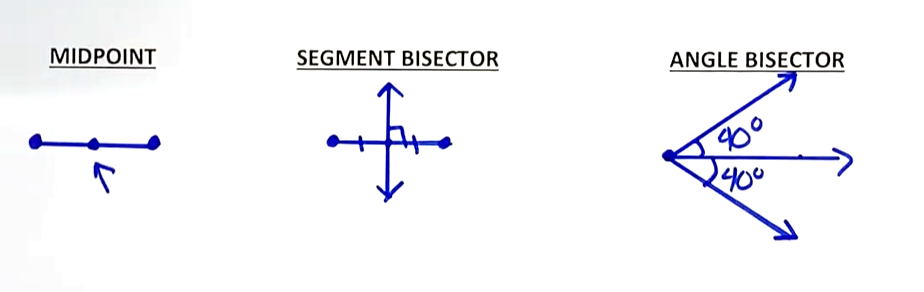 MIDPOINT
SEGMENT BISECTOR
ANGLE BISECTOR
40°
40°